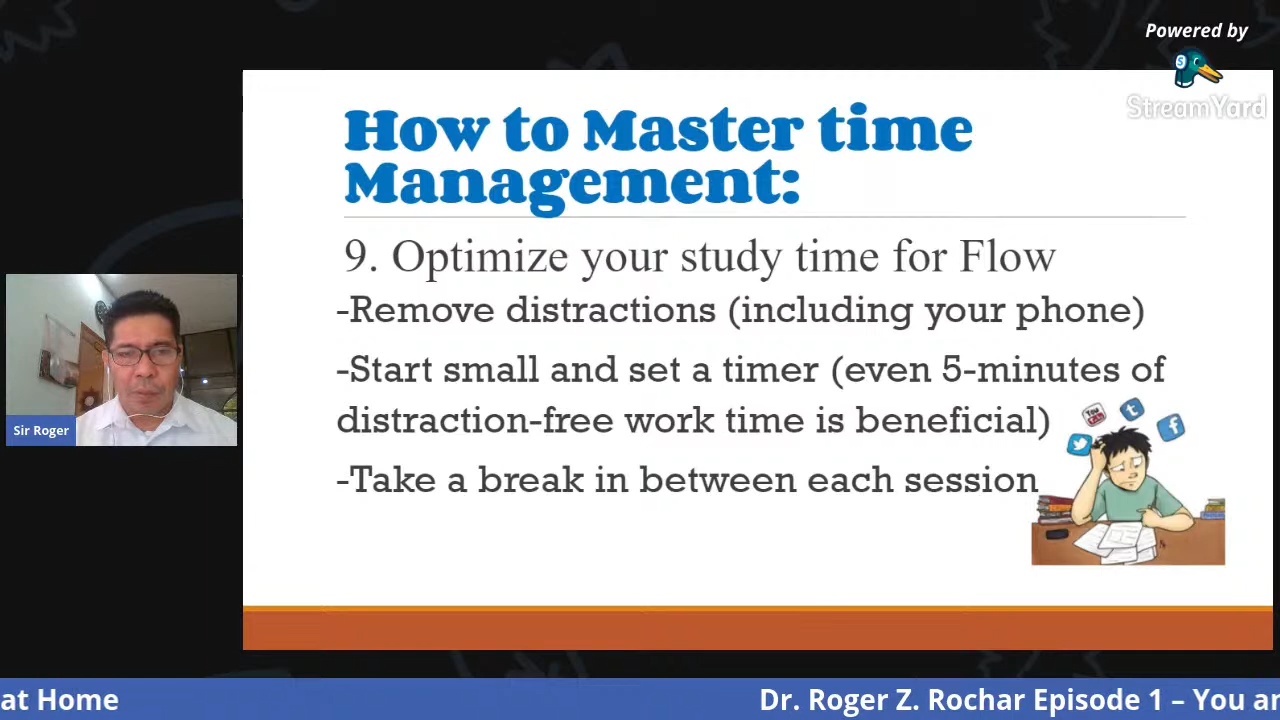 Powered by
StreamYard
How to Master time
Management:
9. Optimize your study time for Flow
-Remove distractions (including your phone)
-Start small and set a timer (even 5-minutes of
distraction-free work time is beneficial)
-Take a break in between each session
Sir Roger
at Home
Dr. Roger Z. Rochar Episode 1 – You ar